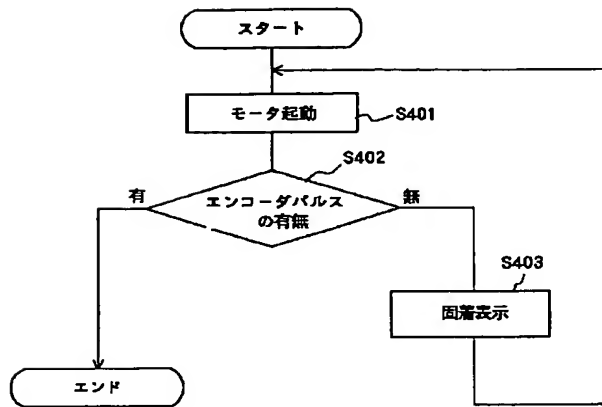 スタート
モータ起動
S401
S402
エンコーダパルス
の有無
有
無
S403
固着表示
エンド